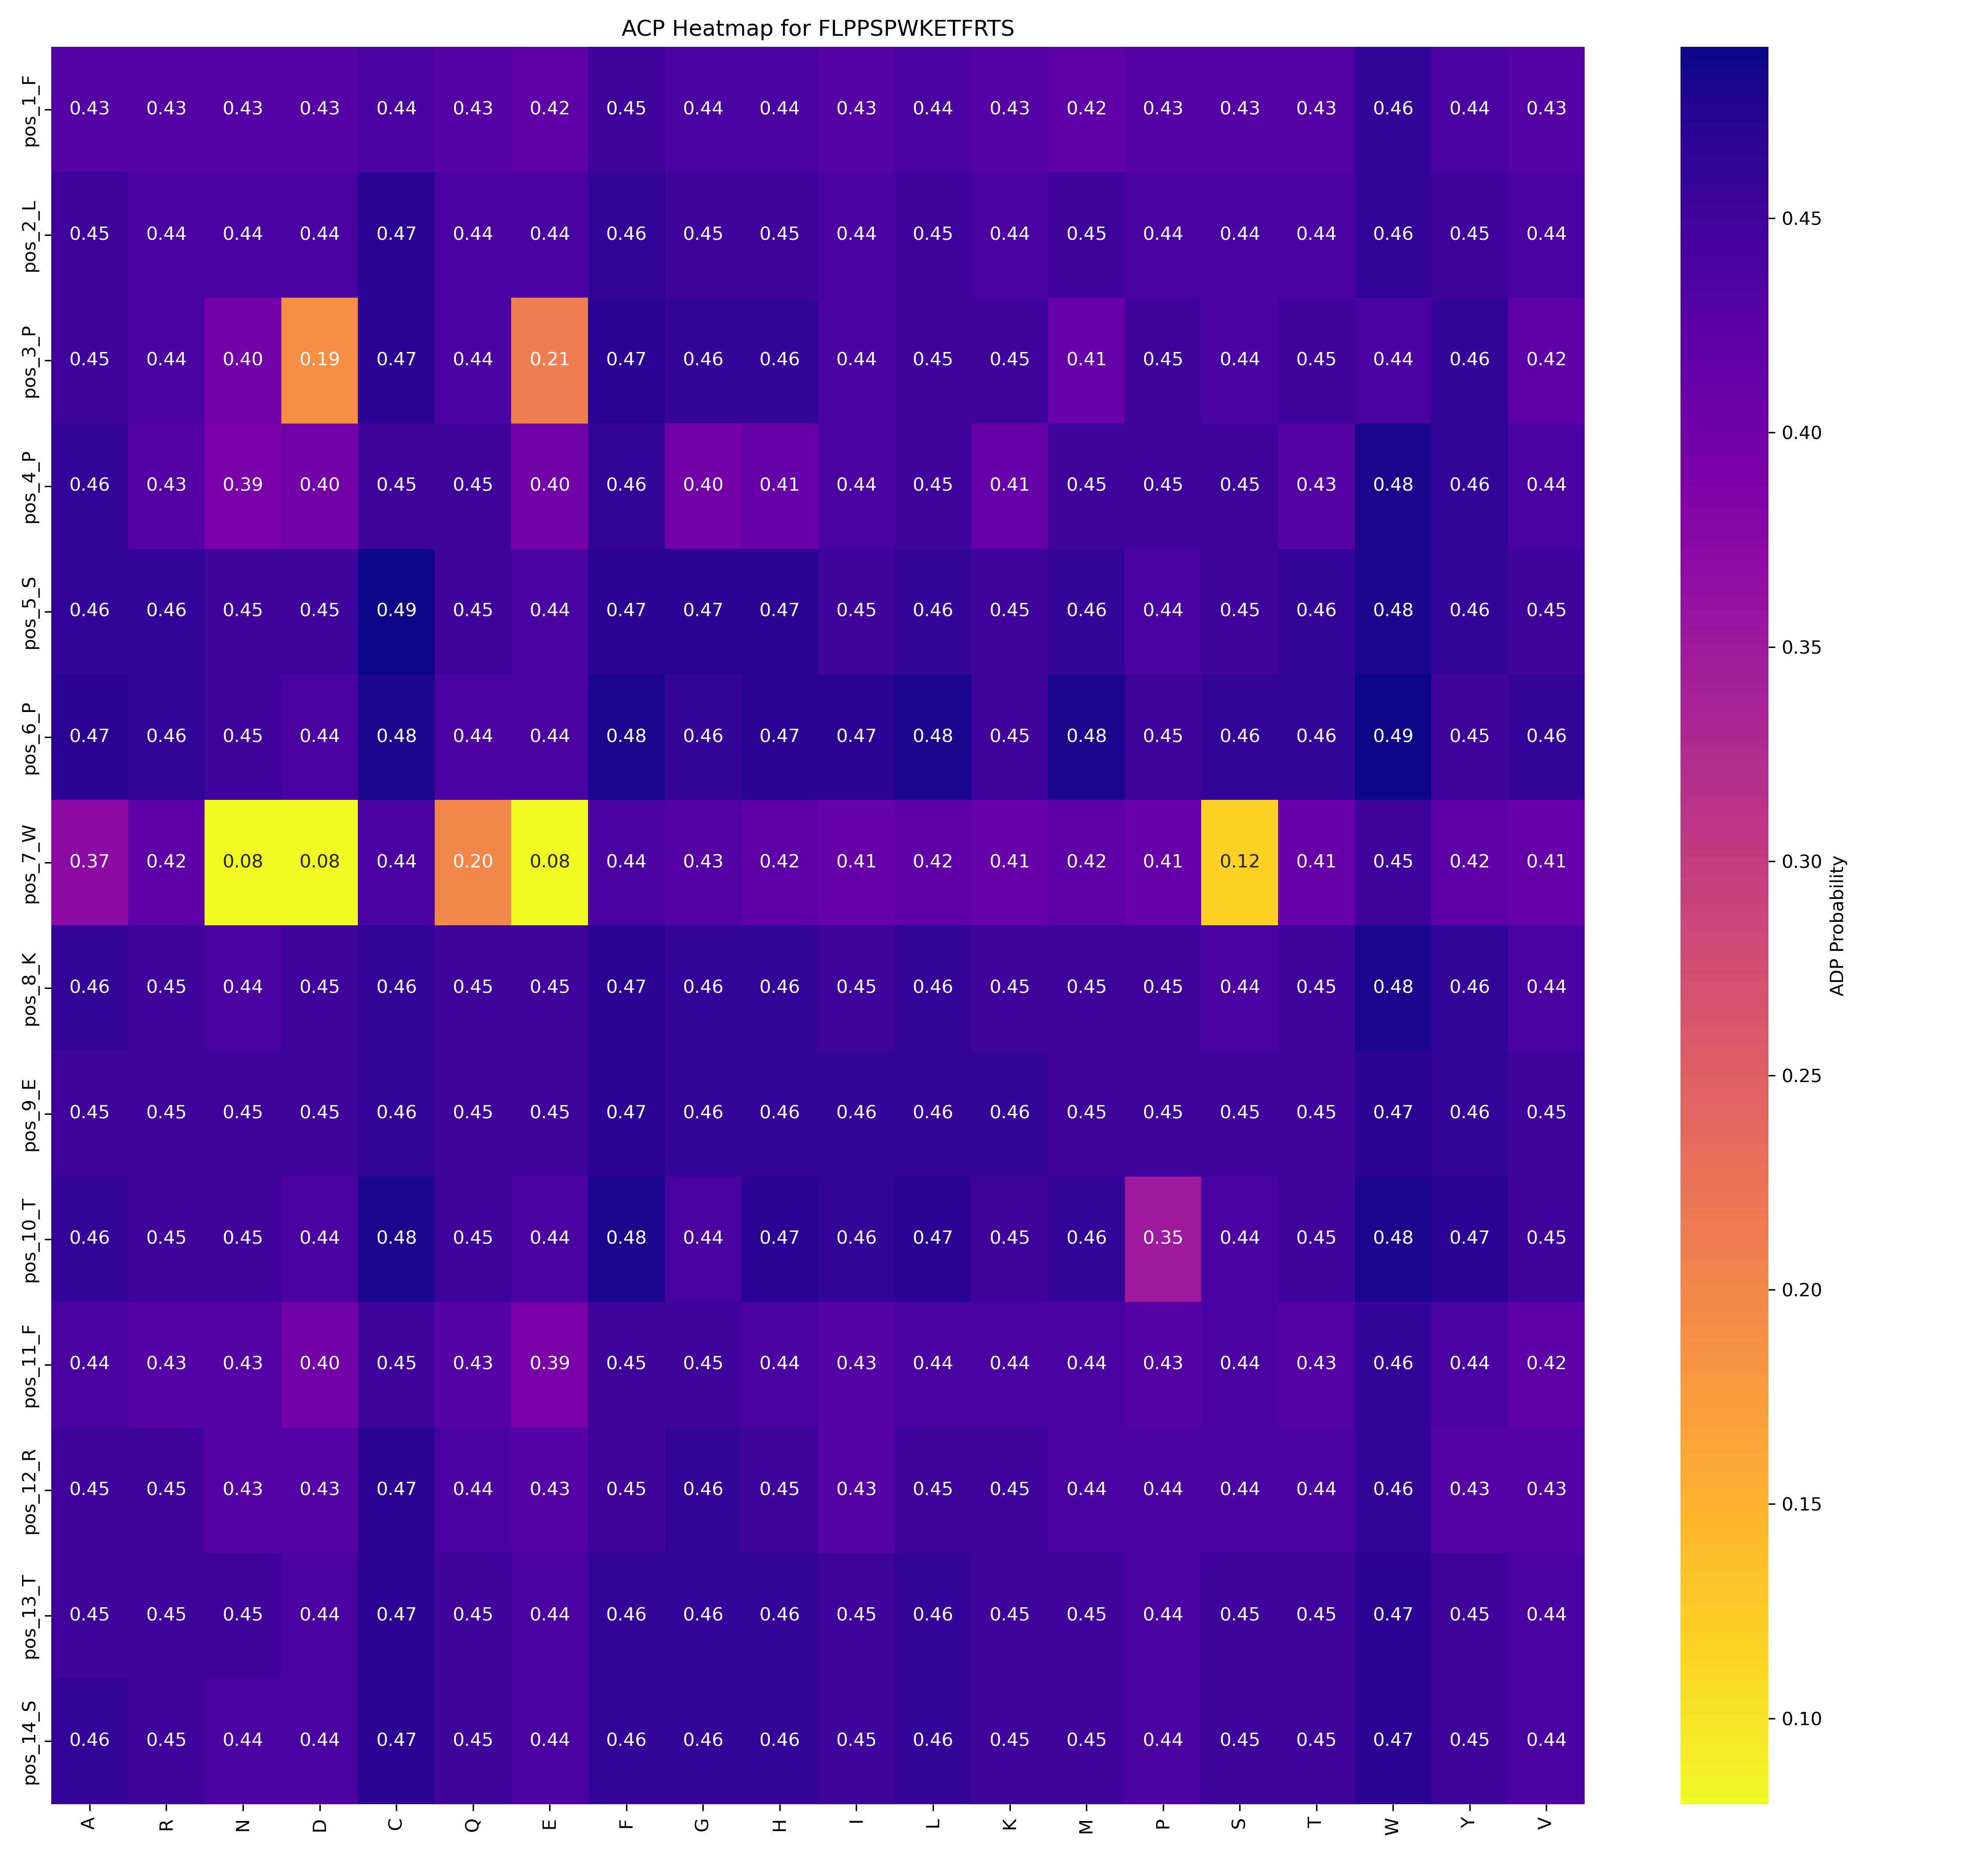 ACP Heatmap for FLPPSPWKETFRTS
pos_1_F 0.43 0.43 0.43 0.43 0.44 0.43 0.42 0.45 0.44 0.44 0.43 0.44 0.43 0.42 0.43 0.43 0.43 0.46 0.44 0.43
pos_2_L 0.45 0.44 0.44 0.44 0.47 0.44 0.44 0.46 0.45 0.45 0.44 0.45 0.44 0.45 0.44 0.44 0.44 0.46 0.45 0.44
pos_3_P 0.45 0.44 0.40 0.19 0.47 0.44 0.21 0.47 0.46 0.46 0.44 0.45 0.45 0.41 0.45 0.44 0.45 0.44 0.46 0.42
pos_4_P 0.46 0.43 0.39 0.40 0.45 0.45 0.40 0.46 0.40 0.41 0.44 0.45 0.41 0.45 0.45 0.45 0.43 0.48 0.46 0.44
pos_5_S 0.46 0.46 0.45 0.45 0.49 0.45 0.44 0.47 0.47 0.47 0.45 0.46 0.45 0.46 0.44 0.45 0.46 0.48 0.46 0.45
pos_6_P 0.47 0.46 0.45 0.44 0.48 0.44 0.44 0.48 0.46 0.47 0.47 0.48 0.45 0.48 0.45 0.46 0.46 0.49 0.45 0.46
pos_7_W 0.37 0.42 0.08 0.08 0.44 0.20 0.08 0.44 0.43 0.42 0.41 0.42 0.41 0.42 0.41 0.12 0.41 0.45 0.42 0.41
pos_8_K 0.46 0.45 0.44 0.45 0.46 0.45 0.45 0.47 0.46 0.46 0.45 0.46 0.45 0.45 0.45 0.44 0.45 0.48 0.46 0.44
pos_9_E 0.45 0.45 0.45 0.45 0.46 0.45 0.45 0.47 0.46 0.46 0.46 0.46 0.46 0.45 0.45 0.45 0.45 0.47 0.46 0.45
pos_10_T 0.46 0.45 0.45 0.44 0.48 0.45 0.44 0.48 0.44 0.47 0.46 0.47 0.45 0.46 0.35 0.44 0.45 0.48 0.47 0.45
pos_11_F 0.44 0.43 0.43 0.40 0.45 0.43 0.39 0.45 0.45 0.44 0.43 0.44 0.44 0.44 0.43 0.44 0.43 0.46 0.44 0.42
pos_12_R 0.45 0.45 0.43 0.43 0.47 0.44 0.43 0.45 0.46 0.45 0.43 0.45 0.45 0.44 0.44 0.44 0.44 0.46 0.43 0.43
pos_13_T 0.45 0.45 0.45 0.44 0.47 0.45 0.44 0.46 0.46 0.46 0.45 0.46 0.45 0.45 0.44 0.45 0.45 0.47 0.45 0.44
pos_14_S 0.46 0.45 0.44 0.44 0.47 0.45 0.44 0.46 0.46 0.46 0.45 0.46 0.45 0.45 0.44 0.45 0.45 0.47 0.45 0.44
A R N D C Q E F G H I L K M P S T W Y V
0.45
0.40
0.35
0.30
0.25
0.20
0.15
0.10
ADP Probability